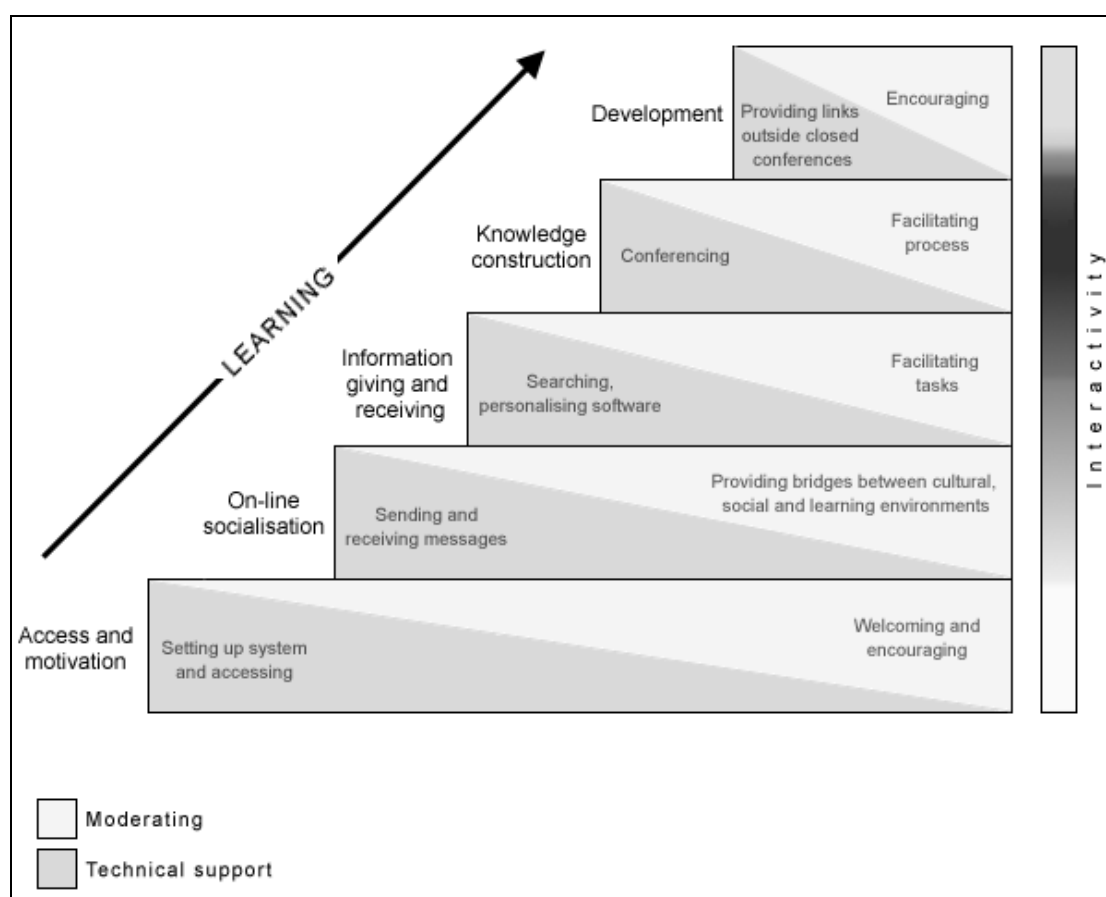 Development
Providing links
outside closed
conferences
Encouraging
Knowledge
construction
Conferencing
Facilitating
process
LEARNING
Information
giving and
receiving
Searching,
personalising software
Facilitating
tasks
On-line
socialisation
Sending and
receiving messages
Providing bridges between cultural,
social and learning environments
Access and
motivation
Setting up system
and accessing
Welcoming and
encouraging
Interactivity
Moderating
Technical support